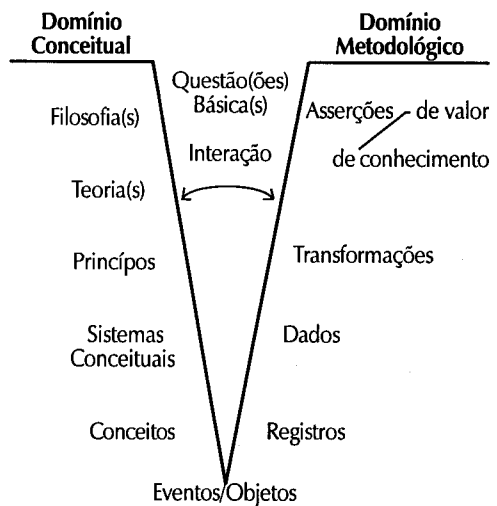 Domínio
Conceitual
Domínio
Metodológico
Questão(ões)
Básica(s)
Filosofia(s)
Asserções de valor
de conhecimento
Interação
Teoria(s)
Princípos
Transformações
Sistemas
Conceituais
Dados
Conceitos
Registros
Eventos/Objetos